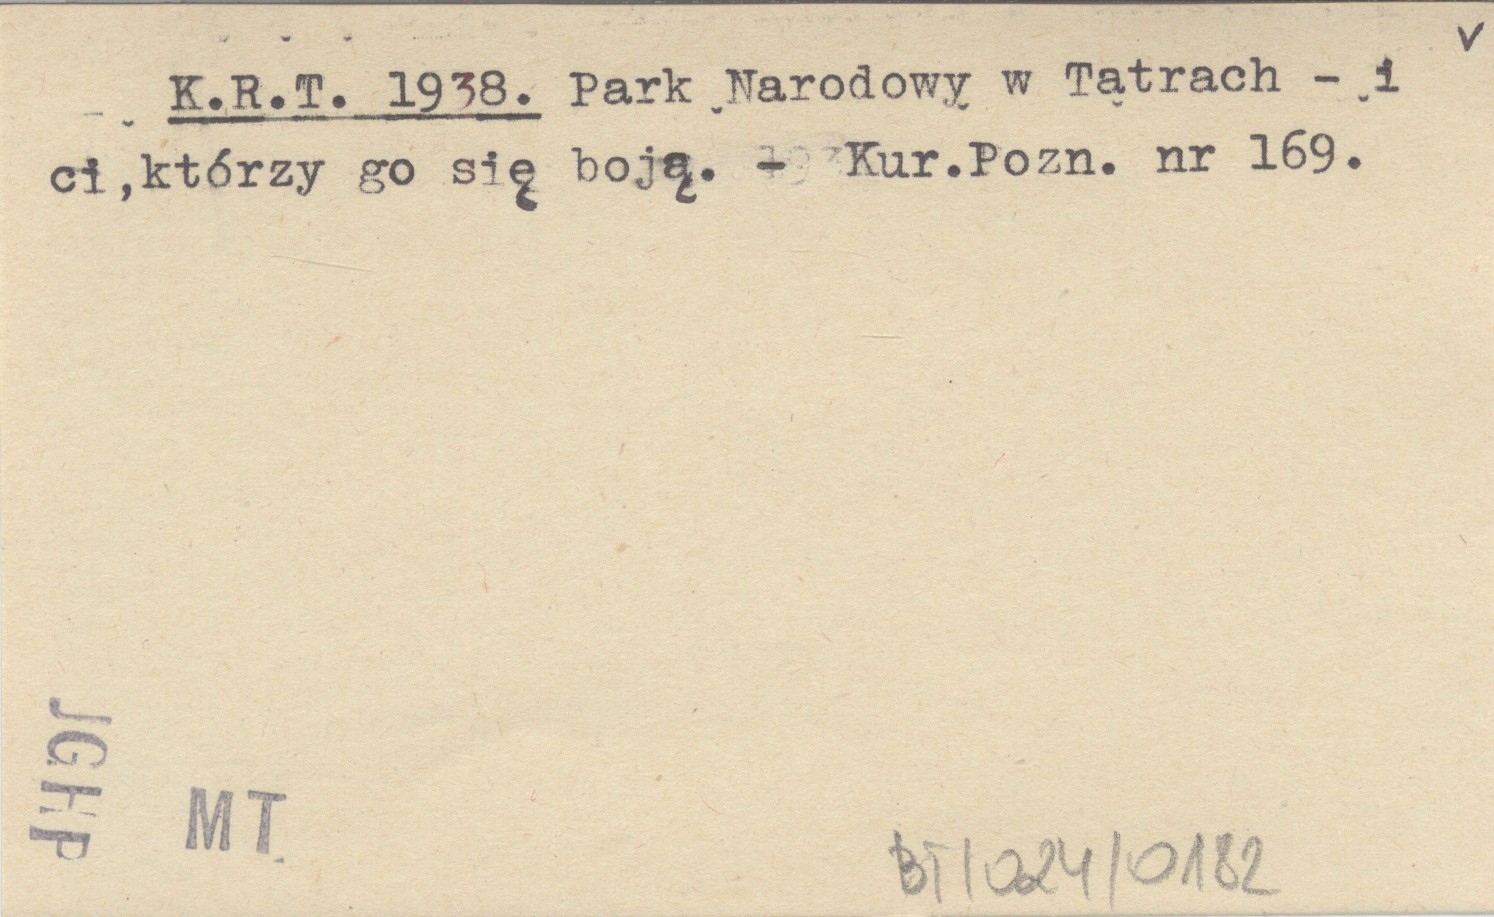 v
K.R.T. 1938. Park Narodowy w Tatrach - i
ci,którzy go się boją. - Kur.Pozn. nr 169.
JGHP
MT
BT/024/0182